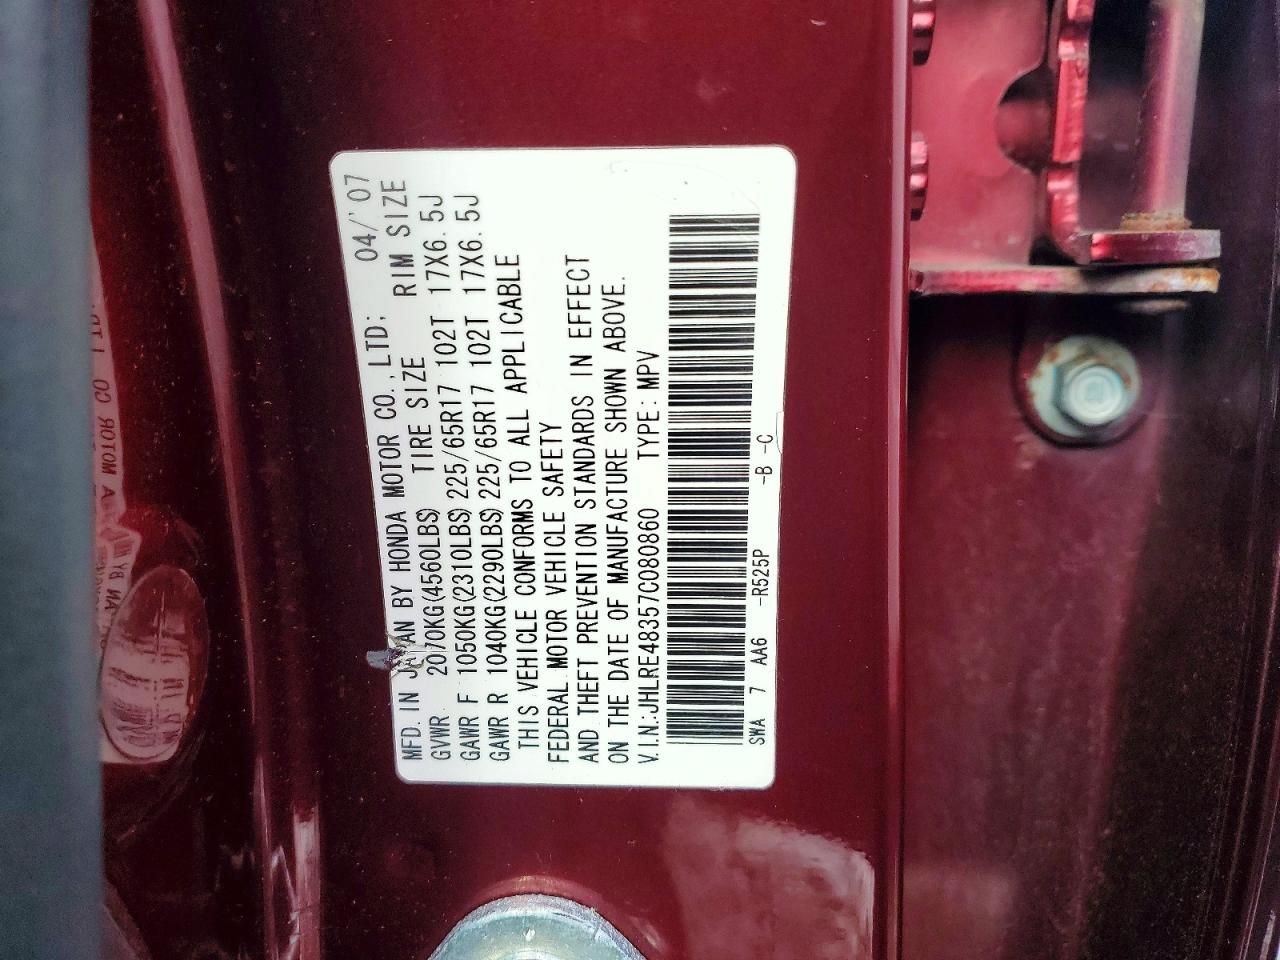 MFD. IN JAPAN BY HONDA MOTOR CO., LTD; 04/'07
GVWR 2070KG(4560LBS) TIRE SIZE RIM SIZE
GAWR F 1050KG(2310LBS) 225/65R17 102T 17X6.5J
GAWR R 1040KG(2290LBS) 225/65R17 102T 17X6.5J
THIS VEHICLE CONFORMS TO ALL APPLICABLE
FEDERAL MOTOR VEHICLE SAFETY
AND THEFT PREVENTION STANDARDS IN EFFECT
ON THE DATE OF MANUFACTURE SHOWN ABOVE.
V.I.N.:JHLRE48357C080860 TYPE:MPV
SWA 7 AA6 -R525P -B -C
MOTOR CO